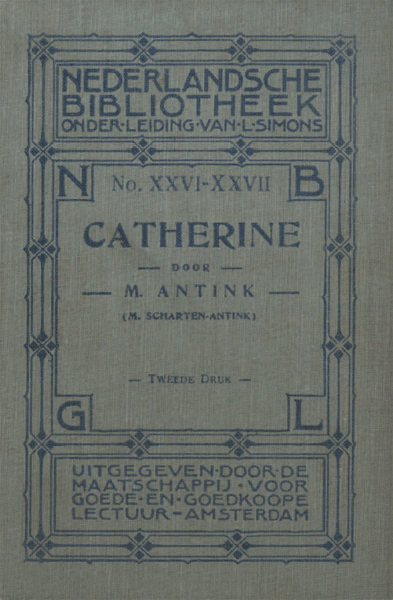 NEDERLANDSCHE
BIBLIOTHEEK
ONDER·LEIDING·VAN·L·SIMONS
N No. XXVI-XXVII B
CATHERINE
— DOOR —
— M. ANTINK —
(M. SCHARTEN-ANTINK)
— TWEEDE DRUK —
G L
UITGEGEVEN·DOOR·DE
MAATSCHAPPIJ·VOOR
GOEDE·EN·GOEDKOOPE
LECTUUR–AMSTERDAM